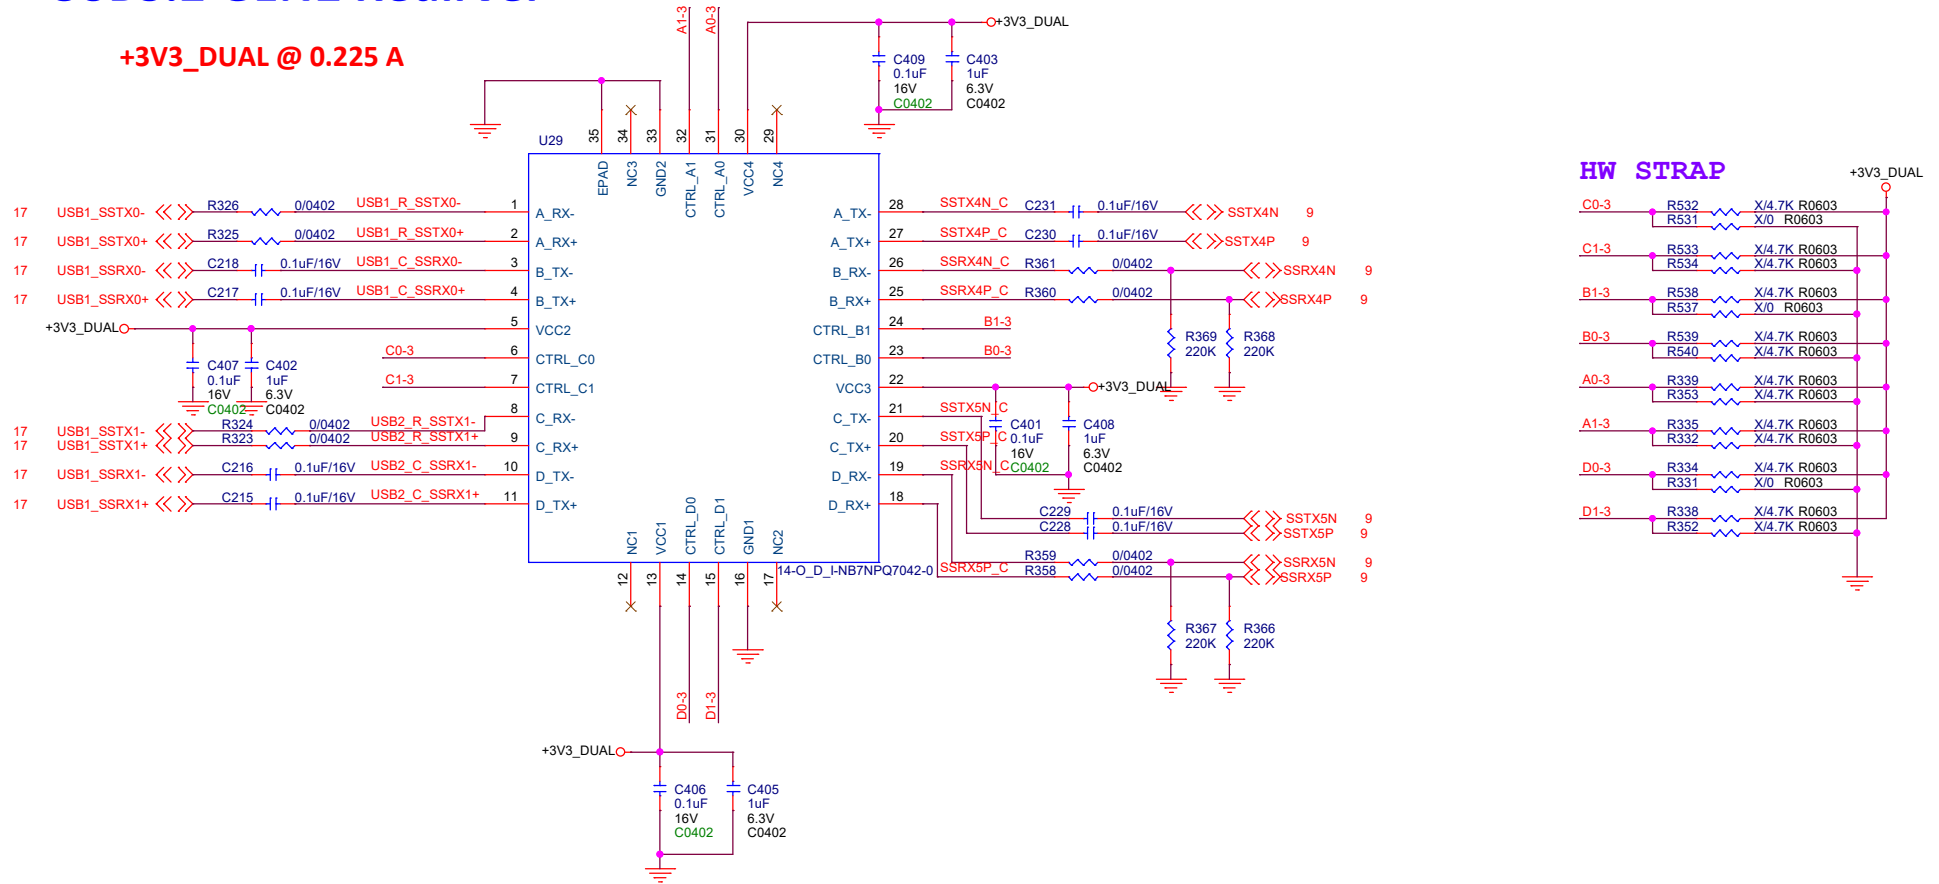 +3V3_DUAL @ 0.225 A
A1-3
A0-3
+3V3_DUAL
C409
0.1uF
16V
C0402
C403
1uF
6.3V
C0402
U29
35
34
33
32
31
30
29
EPAD
NC3
GND2
CTRL_A1
CTRL_A0
VCC4
NC4
17 USB1_SSTX0- R326 0/0402 USB1_R_SSTX0- 1 A_RX-
17 USB1_SSTX0+ R325 0/0402 USB1_R_SSTX0+ 2 A_RX+
17 USB1_SSRX0- C218 0.1uF/16V USB1_C_SSRX0- 3 B_TX-
17 USB1_SSRX0+ C217 0.1uF/16V USB1_C_SSRX0+ 4 B_TX+
+3V3_DUAL 5 VCC2
C0-3 6 CTRL_C0
C1-3 7 CTRL_C1
C407
0.1uF
16V
C0402
C402
1uF
6.3V
C0402
8 C_RX-
17 USB1_SSTX1- R324 0/0402 USB2_R_SSTX1-
17 USB1_SSTX1+ R323 0/0402 USB2_R_SSTX1+ 9 C_RX+
17 USB1_SSRX1- C216 0.1uF/16V USB2_C_SSRX1- 10 D_TX-
17 USB1_SSRX1+ C215 0.1uF/16V USB2_C_SSRX1+ 11 D_TX+
A_TX- 28 SSTX4N_C C231 0.1uF/16V SSTX4N 9
A_TX+ 27 SSTX4P_C C230 0.1uF/16V SSTX4P 9
B_RX- 26 SSRX4N_C R361 0/0402 SSRX4N 9
B_RX+ 25 SSRX4P_C R360 0/0402 SSRX4P 9
CTRL_B1 24 B1-3
CTRL_B0 23 B0-3
R369
220K
R368
220K
VCC3 22 +3V3_DUAL
C_TX- 21 SSTX5N_C
C_TX+ 20 SSTX5P_C
D_RX- 19 SSRX5N_C
D_RX+ 18
C401
0.1uF
16V
C0402
C408
1uF
6.3V
C0402
C229 0.1uF/16V SSTX5N 9
C228 0.1uF/16V SSTX5P 9
R359 0/0402 SSRX5N 9
SSRX5P_C R358 0/0402 SSRX5P 9
R367
220K
R366
220K
NC1
VCC1
CTRL_D0
CTRL_D1
GND1
NC2
12
13
14
15
16
17
14-O_D_I-NB7NPQ7042-0
D0-3
D1-3
+3V3_DUAL
C406
0.1uF
16V
C0402
C405
1uF
6.3V
C0402
HW STRAP
+3V3_DUAL
C0-3 R532 X/4.7K R0603
R531 X/0 R0603
C1-3 R533 X/4.7K R0603
R534 X/4.7K R0603
B1-3 R538 X/4.7K R0603
R537 X/0 R0603
B0-3 R539 X/4.7K R0603
R540 X/4.7K R0603
A0-3 R339 X/4.7K R0603
R353 X/4.7K R0603
A1-3 R335 X/4.7K R0603
R332 X/4.7K R0603
D0-3 R334 X/4.7K R0603
R331 X/0 R0603
D1-3 R338 X/4.7K R0603
R352 X/4.7K R0603